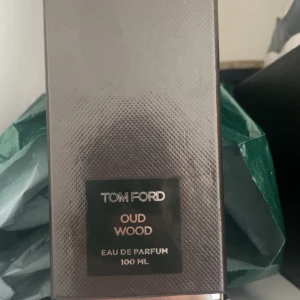 TOM FORD
OUD
WOOD
EAU DE PARFUM
100 ML